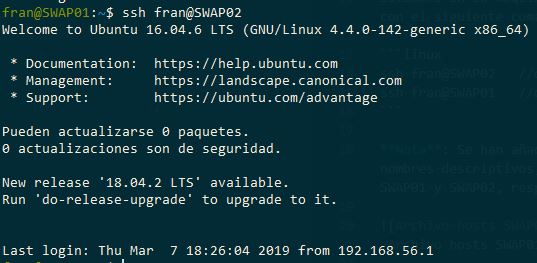 fran@SWAP01:~$ ssh fran@SWAP02
Welcome to Ubuntu 16.04.6 LTS (GNU/Linux 4.4.0-142-generic x86_64)
* Documentation: https://help.ubuntu.com
* Management: https://landscape.canonical.com
* Support: https://ubuntu.com/advantage
Pueden actualizarse 0 paquetes.
0 actualizaciones son de seguridad.
New release '18.04.2 LTS' available.
Run 'do-release-upgrade' to upgrade to it.
Last login: Thu Mar 7 18:26:04 2019 from 192.168.56.1